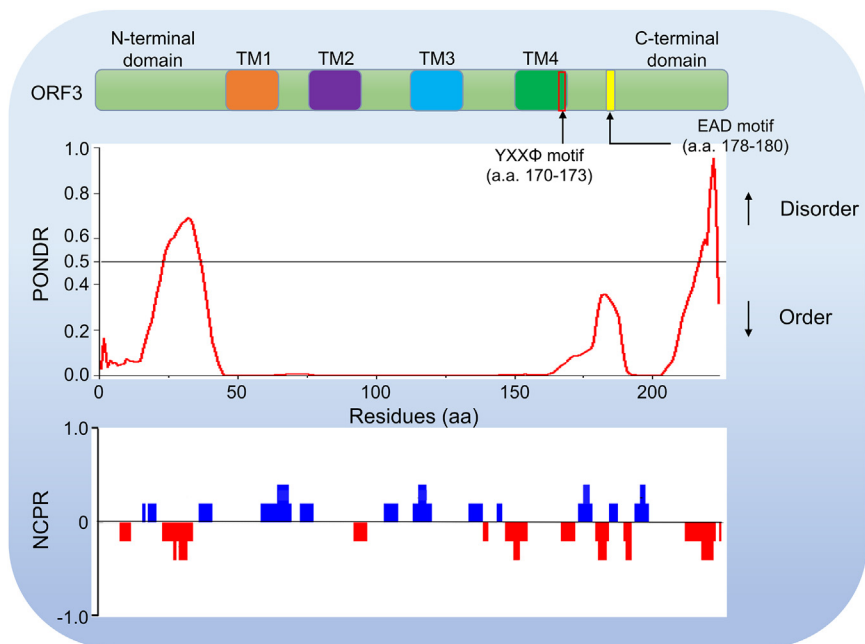 N-terminal
domain
TM1
TM2
TM3
TM4
C-terminal
domain
ORF3
YXXΦ motif
(a.a. 170-173)
EAD motif
(a.a. 178-180)
PONDR
1.0
0.8
0.6
0.5
0.4
0.2
0.0
Disorder
Order
0
50
100
150
200
Residues (aa)
NCPR
1.0
0
-1.0